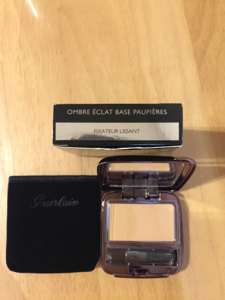 OMBRE ÉCLAT BASE PAUPIÈRES
FIXATEUR LISSANT
Guerlain